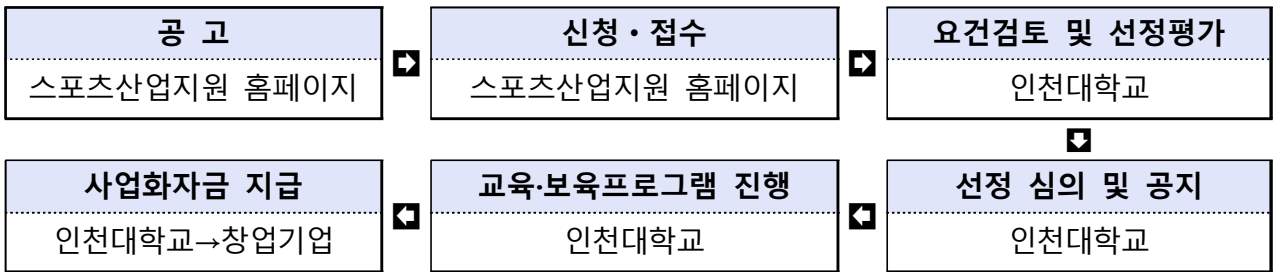 공 고
스포츠산업지원 홈페이지
신청・접수
스포츠산업지원 홈페이지
요건검토 및 선정평가
인천대학교
선정 심의 및 공지
인천대학교
교육·보육프로그램 진행
인천대학교
사업화자금 지급
인천대학교→창업기업